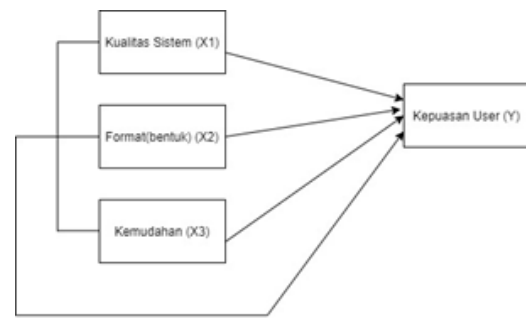 Kualitas Sistem (X1)
Format(bentuk) (X2)
Kepuasan User (Y)
Kemudahan (X3)